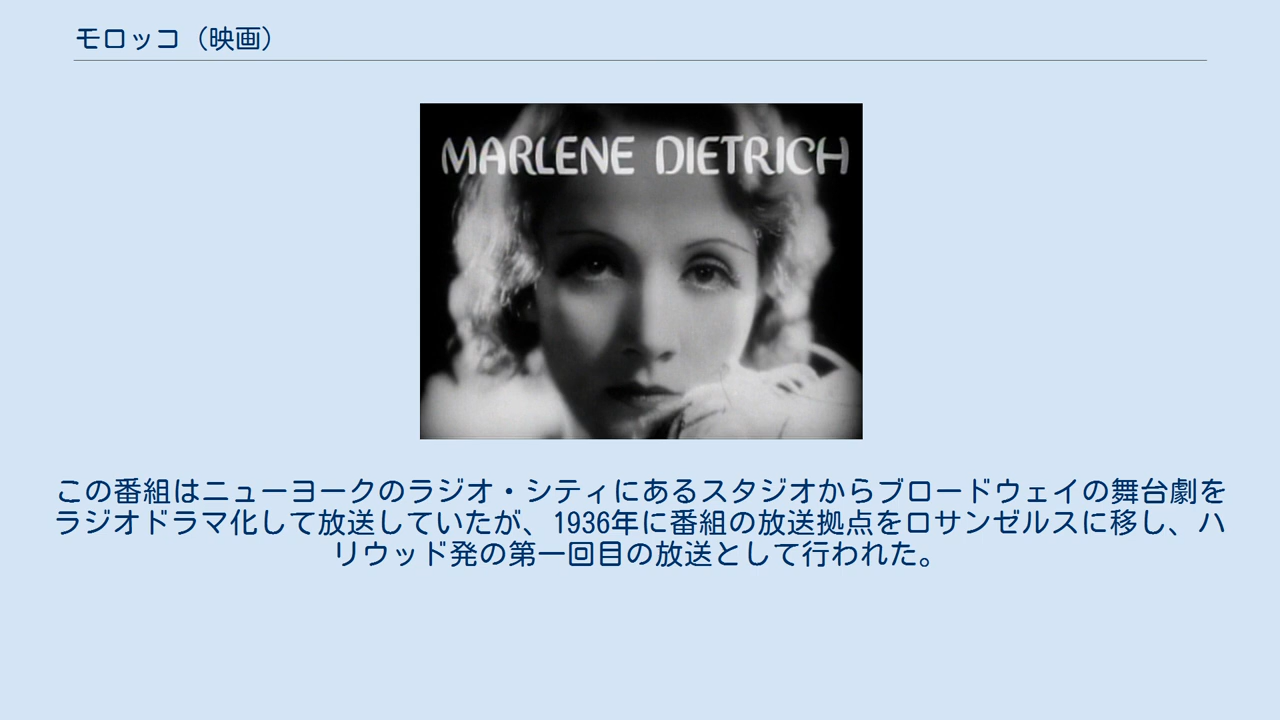 モロッコ（映画）
MARLENE DIETRICH
この番組はニューヨークのラジオ・シティにあるスタジオからブロードウェイの舞台劇を
ラジオドラマ化して放送していたが、1936年に番組の放送拠点をロサンゼルスに移し、ハ
リウッド発の第一回目の放送として行われた。